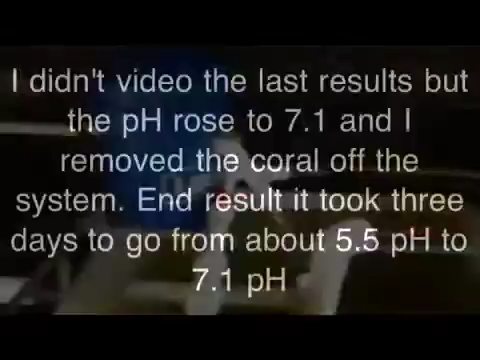 I didn't video the last results but
the pH rose to 7.1 and I
removed the coral off the
system. End result it took three
days to go from about 5.5 pH to
7.1 pH